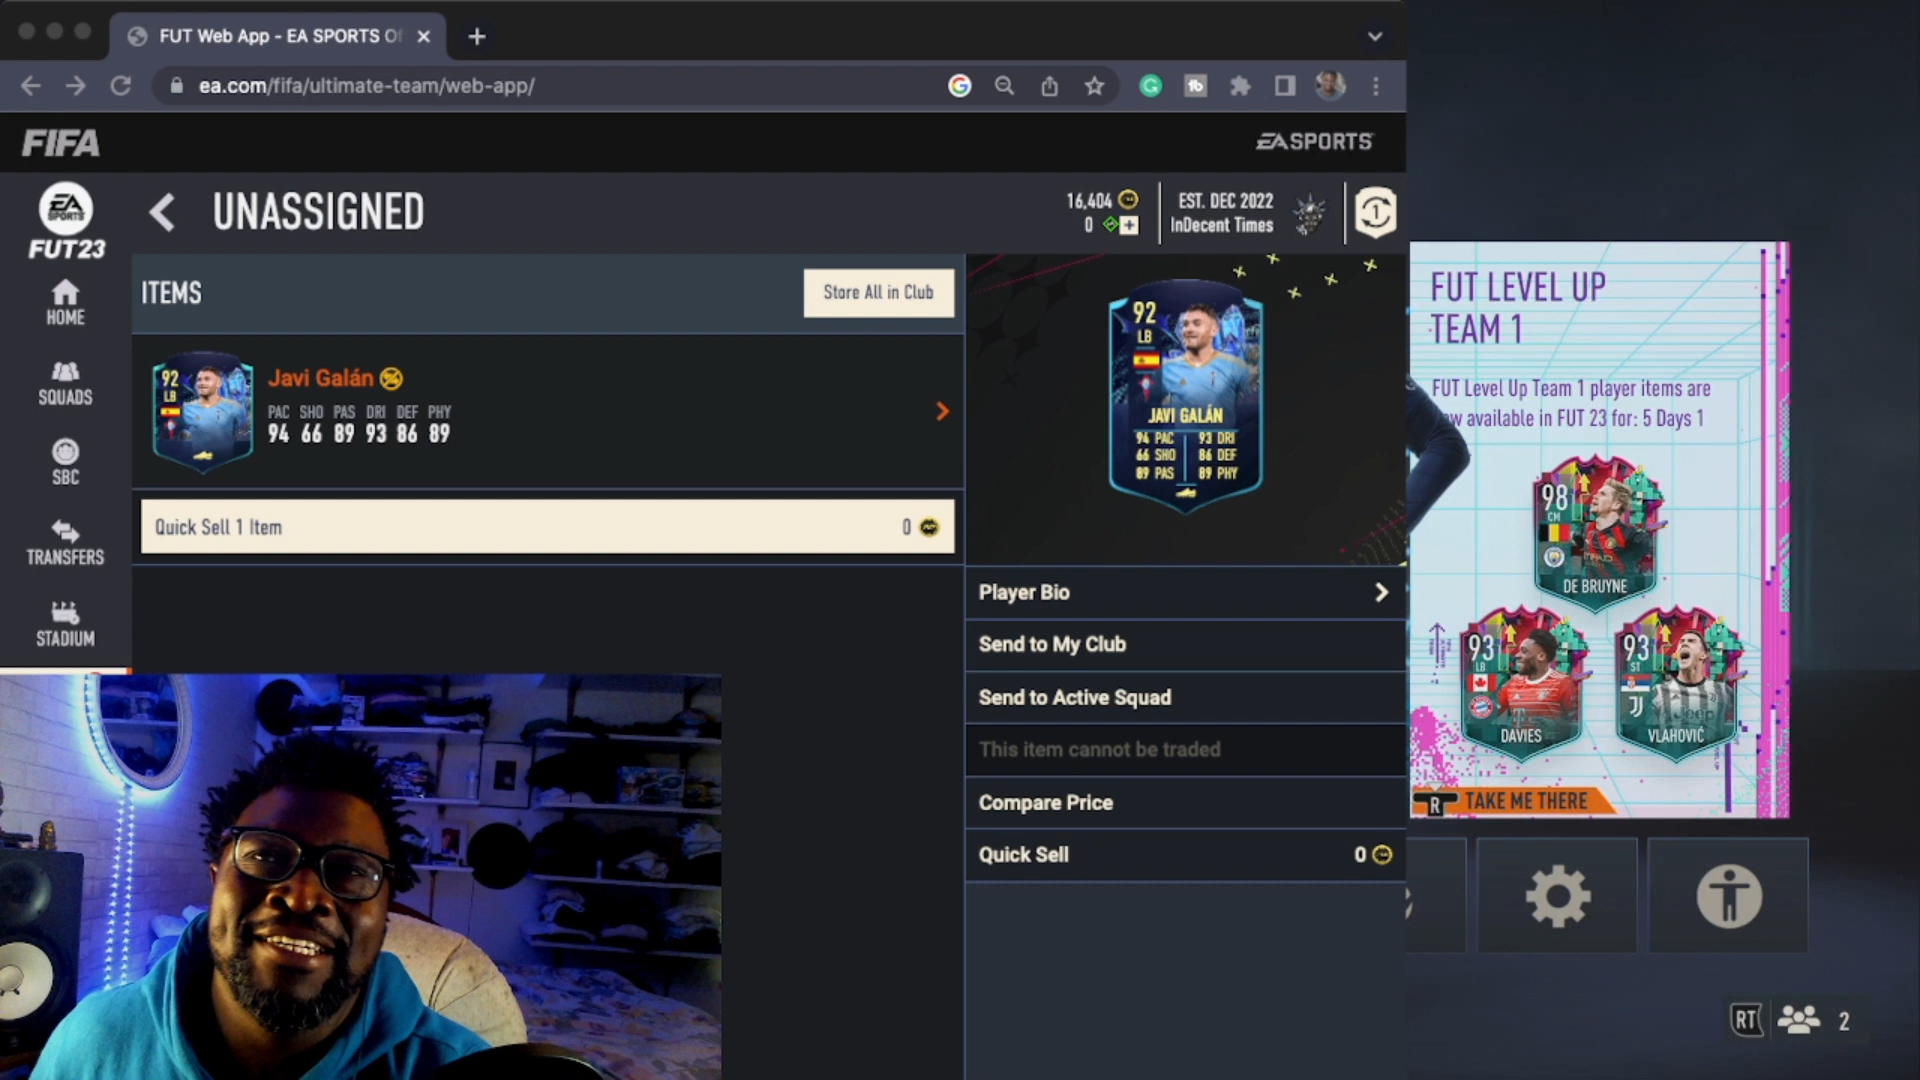 FUT Web App - EA SPORTS Of
ea.com/fifa/ultimate-team/web-app/
FIFA
EA SPORTS
EA SPORTS
FUT23
UNASSIGNED
16,404
0
EST. DEC 2022
InDecent Times
1
HOME
SQUADS
SBC
TRANSFERS
STADIUM
ITEMS
Store All in Club
92
LB
Javi Galán
PAC SHO PAS DRI DEF PHY
94 66 89 93 86 89
Quick Sell 1 Item
0
92
LB
JAVI GALÁN
94 PAC 93 DRI
66 SHO 86 DEF
89 PAS 89 PHY
Player Bio
Send to My Club
Send to Active Squad
This item cannot be traded
Compare Price
Quick Sell
0
FUT LEVEL UP
TEAM 1
FUT Level Up Team 1 player items are
w available in FUT 23 for: 5 Days 1
98
CM
DE BRUYNE
93
LB
DAVIES
93
ST
Jeep
VLAHOVIĆ
R TAKE ME THERE
RT
2